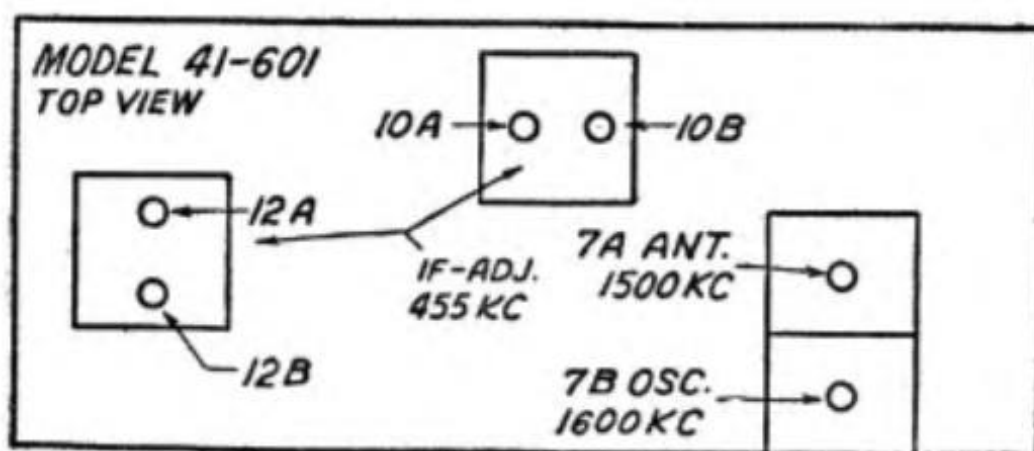 MODEL 41-601
TOP VIEW
10A
10B
12A
7A ANT.
1500 KC
IF-ADJ.
455 KC
12B
7B OSC.
1600 KC